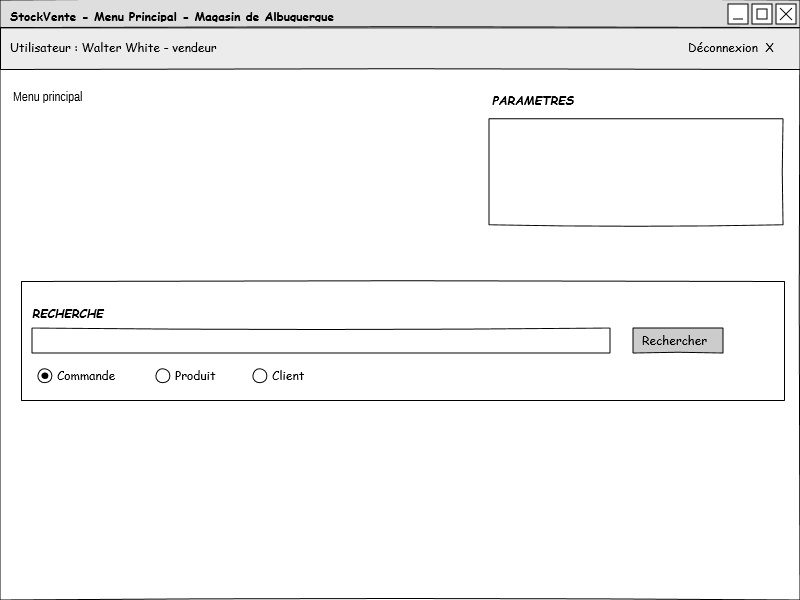 StockVente - Menu Principal - Magasin de Albuquerque
Utilisateur : Walter White - vendeur
Déconnexion X
Menu principal
PARAMETRES
RECHERCHE
Rechercher
Commande
Produit
Client